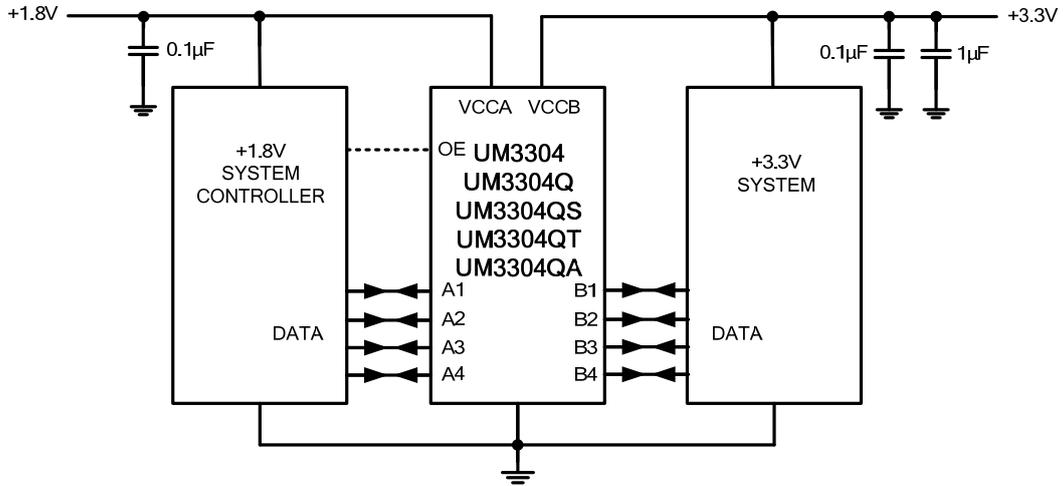 +1.8V
+3.3V
0.1µF
0.1µF
1µF
VCCA
VCCB
+1.8V
SYSTEM
CONTROLLER
OE
UM3304
UM3304Q
UM3304QS
UM3304QT
UM3304QA
+3.3V
SYSTEM
A1
B1
A2
B2
DATA
DATA
A3
B3
A4
B4